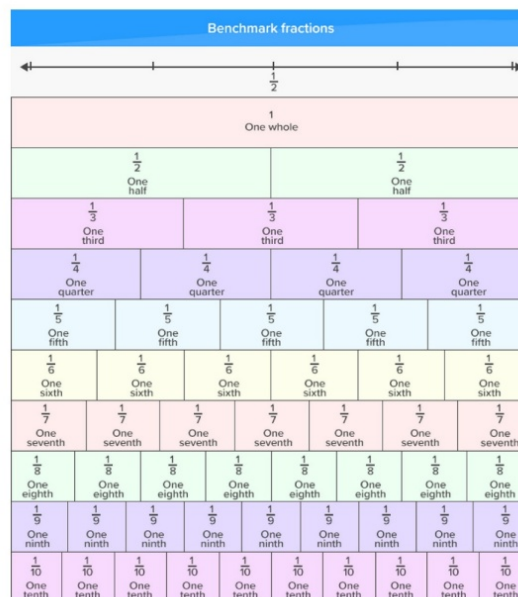 Benchmark fractions
1/2
1
One whole
1/2 1/2
One One
half half
1/3 1/3 1/3
One One One
third third third
1/4 1/4 1/4 1/4
One One One One
quarter quarter quarter quarter
1/5 1/5 1/5 1/5 1/5
One One One One One
fifth fifth fifth fifth fifth
1/6 1/6 1/6 1/6 1/6 1/6
One One One One One One
sixth sixth sixth sixth sixth sixth
1/7 1/7 1/7 1/7 1/7 1/7 1/7
One One One One One One One
seventh seventh seventh seventh seventh seventh seventh
1/8 1/8 1/8 1/8 1/8 1/8 1/8 1/8
One One One One One One One One
eighth eighth eighth eighth eighth eighth eighth eighth
1/9 1/9 1/9 1/9 1/9 1/9 1/9 1/9 1/9
One One One One One One One One One
ninth ninth ninth ninth ninth ninth ninth ninth ninth
1/10 1/10 1/10 1/10 1/10 1/10 1/10 1/10 1/10 1/10
One One One One One One One One One One
tenth tenth tenth tenth tenth tenth tenth tenth tenth tenth